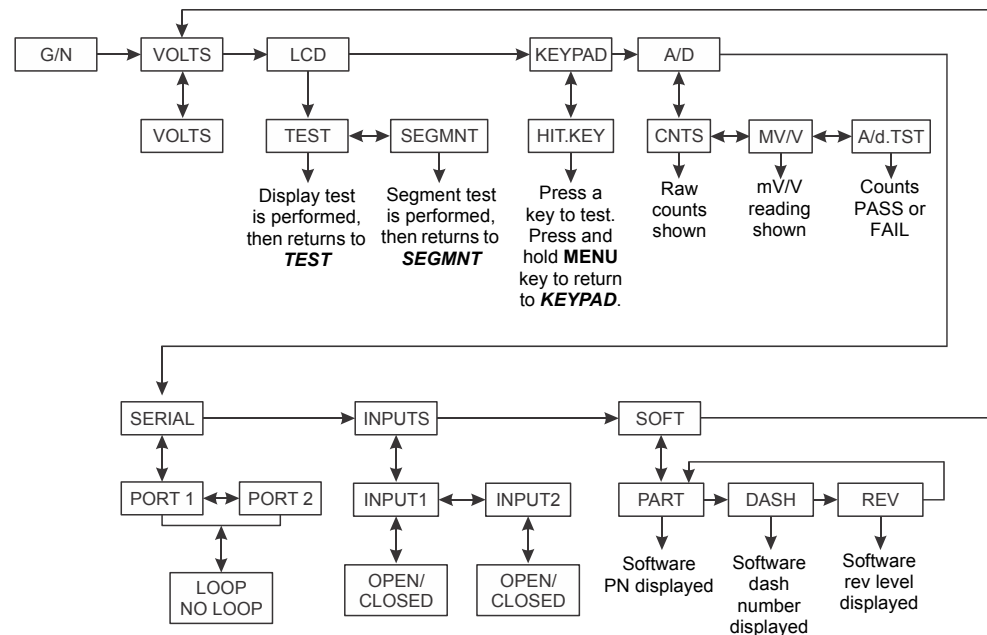 G/N
VOLTS
LCD
KEYPAD
A/D
VOLTS
TEST
SEGMNT
HIT.KEY
CNTS
MV/V
A/d.TST
Display test
is performed,
then returns to
TEST
Segment test
is performed,
then returns to
SEGMNT
Press a
key to test.
Press and
hold MENU
key to return
to KEYPAD.
Raw
counts
shown
mV/V
reading
shown
Counts
PASS or
FAIL
SERIAL
INPUTS
SOFT
PORT 1
PORT 2
INPUT1
INPUT2
PART
DASH
REV
LOOP
NO LOOP
OPEN/
CLOSED
OPEN/
CLOSED
Software
PN displayed
Software
dash
number
displayed
Software
rev level
displayed